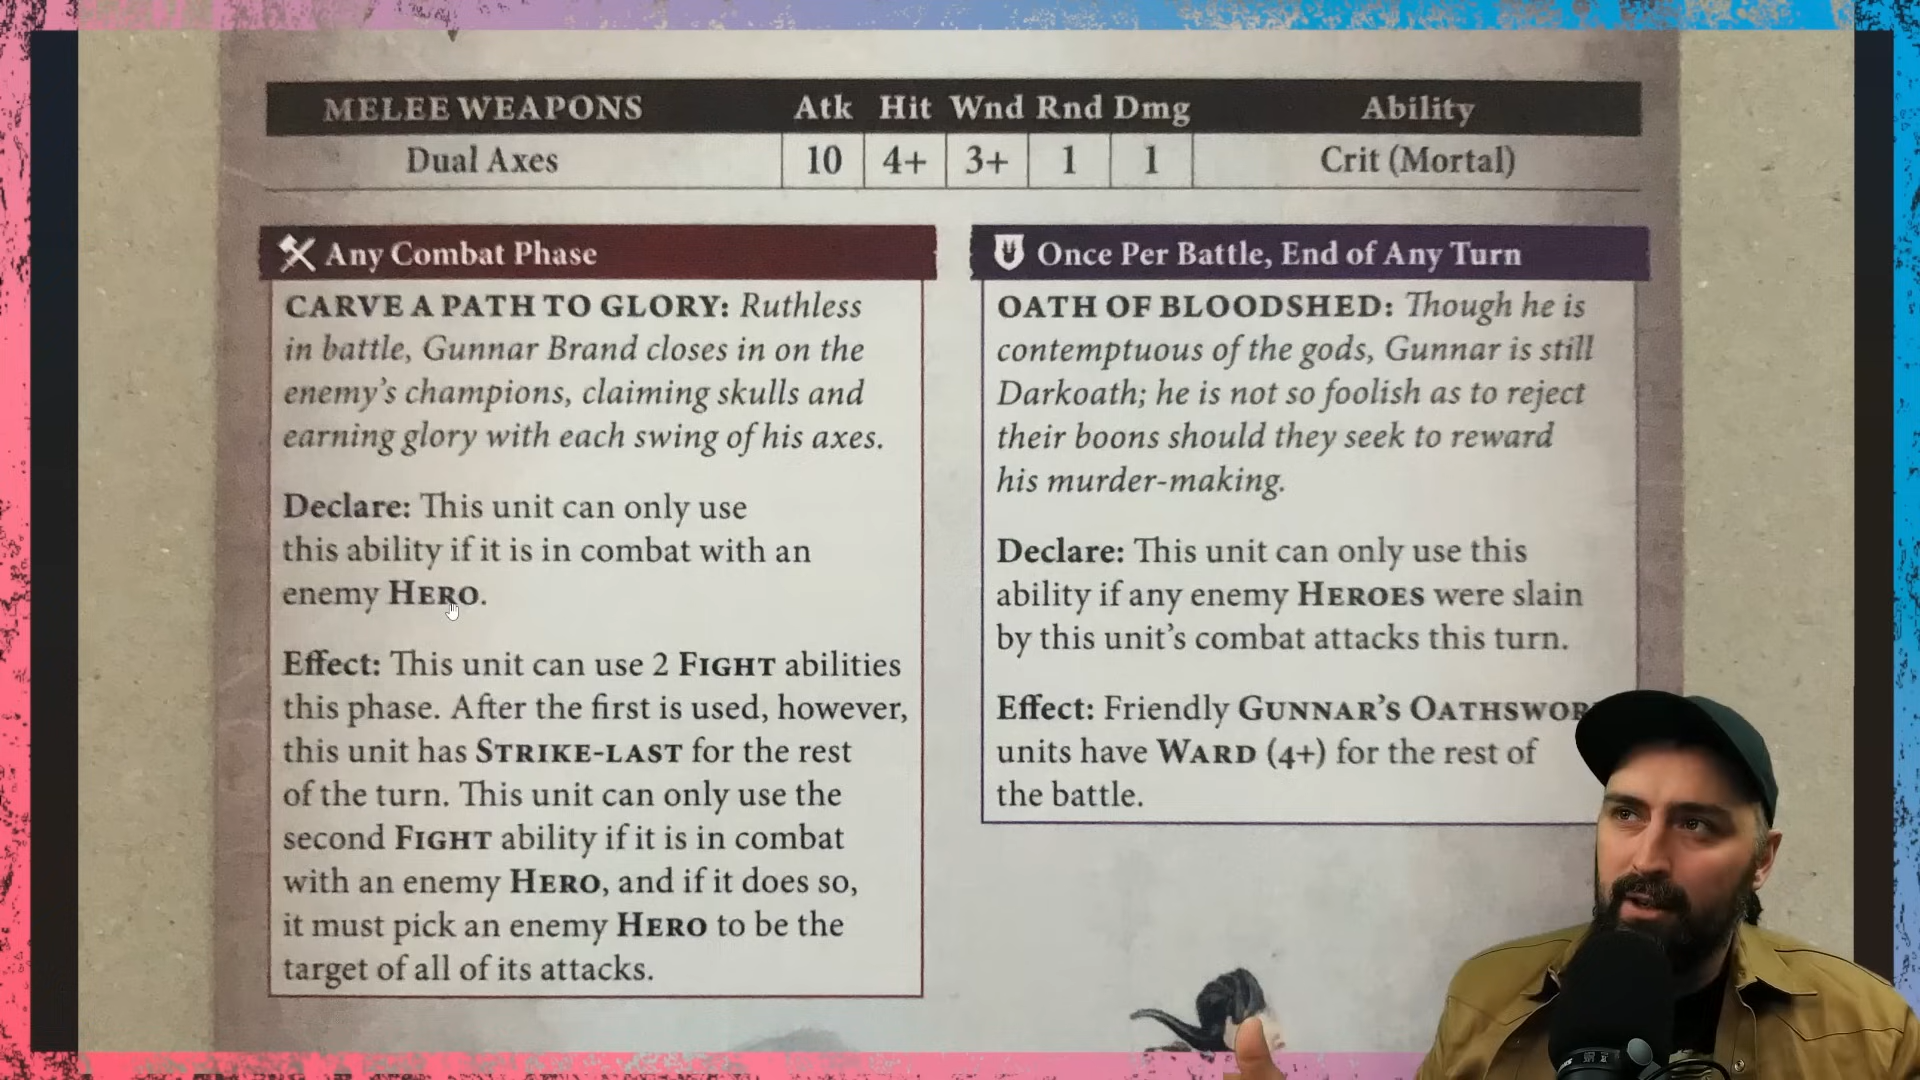 MELEE WEAPONS Atk Hit Wnd Rnd Dmg Ability
Dual Axes 10 4+ 3+ 1 1 Crit (Mortal)
Any Combat Phase
CARVE A PATH TO GLORY: Ruthless
in battle, Gunnar Brand closes in on the
enemy's champions, claiming skulls and
earning glory with each swing of his axes.
Declare: This unit can only use
this ability if it is in combat with an
enemy HERO.
Effect: This unit can use 2 FIGHT abilities
this phase. After the first is used, however,
this unit has STRIKE-LAST for the rest
of the turn. This unit can only use the
second FIGHT ability if it is in combat
with an enemy HERO, and if it does so,
it must pick an enemy HERO to be the
target of all of its attacks.
Once Per Battle, End of Any Turn
OATH OF BLOODSHED: Though he is
contemptuous of the gods, Gunnar is still
Darkoath; he is not so foolish as to reject
their boons should they seek to reward
his murder-making.
Declare: This unit can only use this
ability if any enemy HEROES were slain
by this unit's combat attacks this turn.
Effect: Friendly GUNNAR'S
units have WARD (4+) for the rest of
the battle.